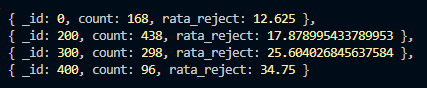 { _id: 0, count: 168, rata_reject: 12.625 },
{ _id: 200, count: 438, rata_reject: 17.878995433789953 },
{ _id: 300, count: 298, rata_reject: 25.604026845637584 },
{ _id: 400, count: 96, rata_reject: 34.75 }